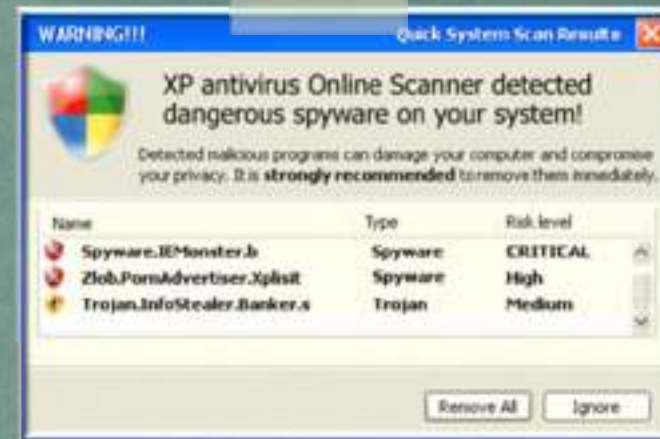 WARNING!!! Quick System Scan Results
XP antivirus Online Scanner detected
dangerous spyware on your system!
Detected malicious programs can damage your computer and compromise
your privacy. It is strongly recommended to remove them immediately.
Name Type Risk level
Spyware.IEMonster.b Spyware CRITICAL
Zlob.PornAdvertiser.Xplisit Spyware High
Trojan.InfoStealer.Banker.s Trojan Medium
Remove All Ignore